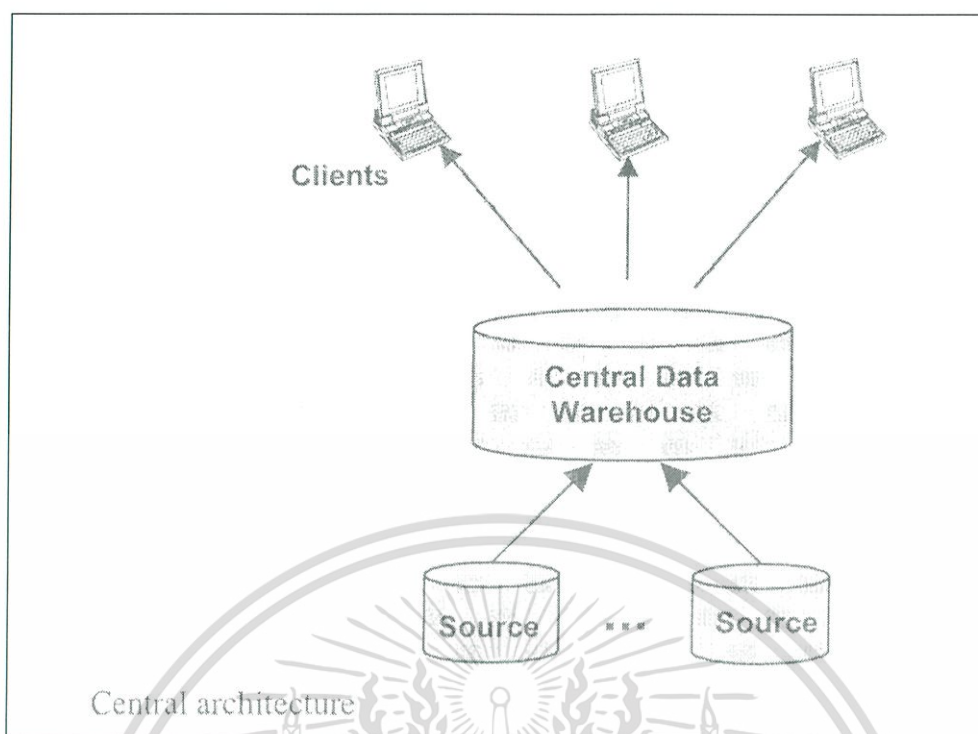 Clients
Central Data
Warehouse
Source ... Source
Central architecture